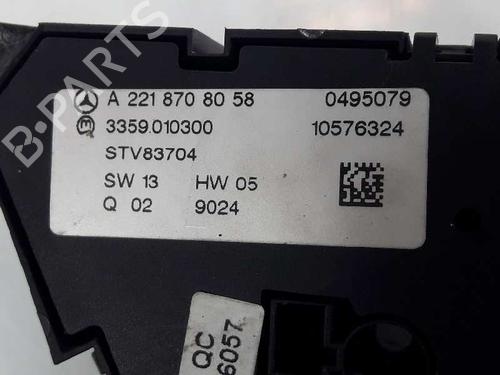 A 221 870 80 58 0495079
3359.010300 10576324
STV83704
SW 13 HW 05
Q 02 9024
QC
6057
B-PARTS